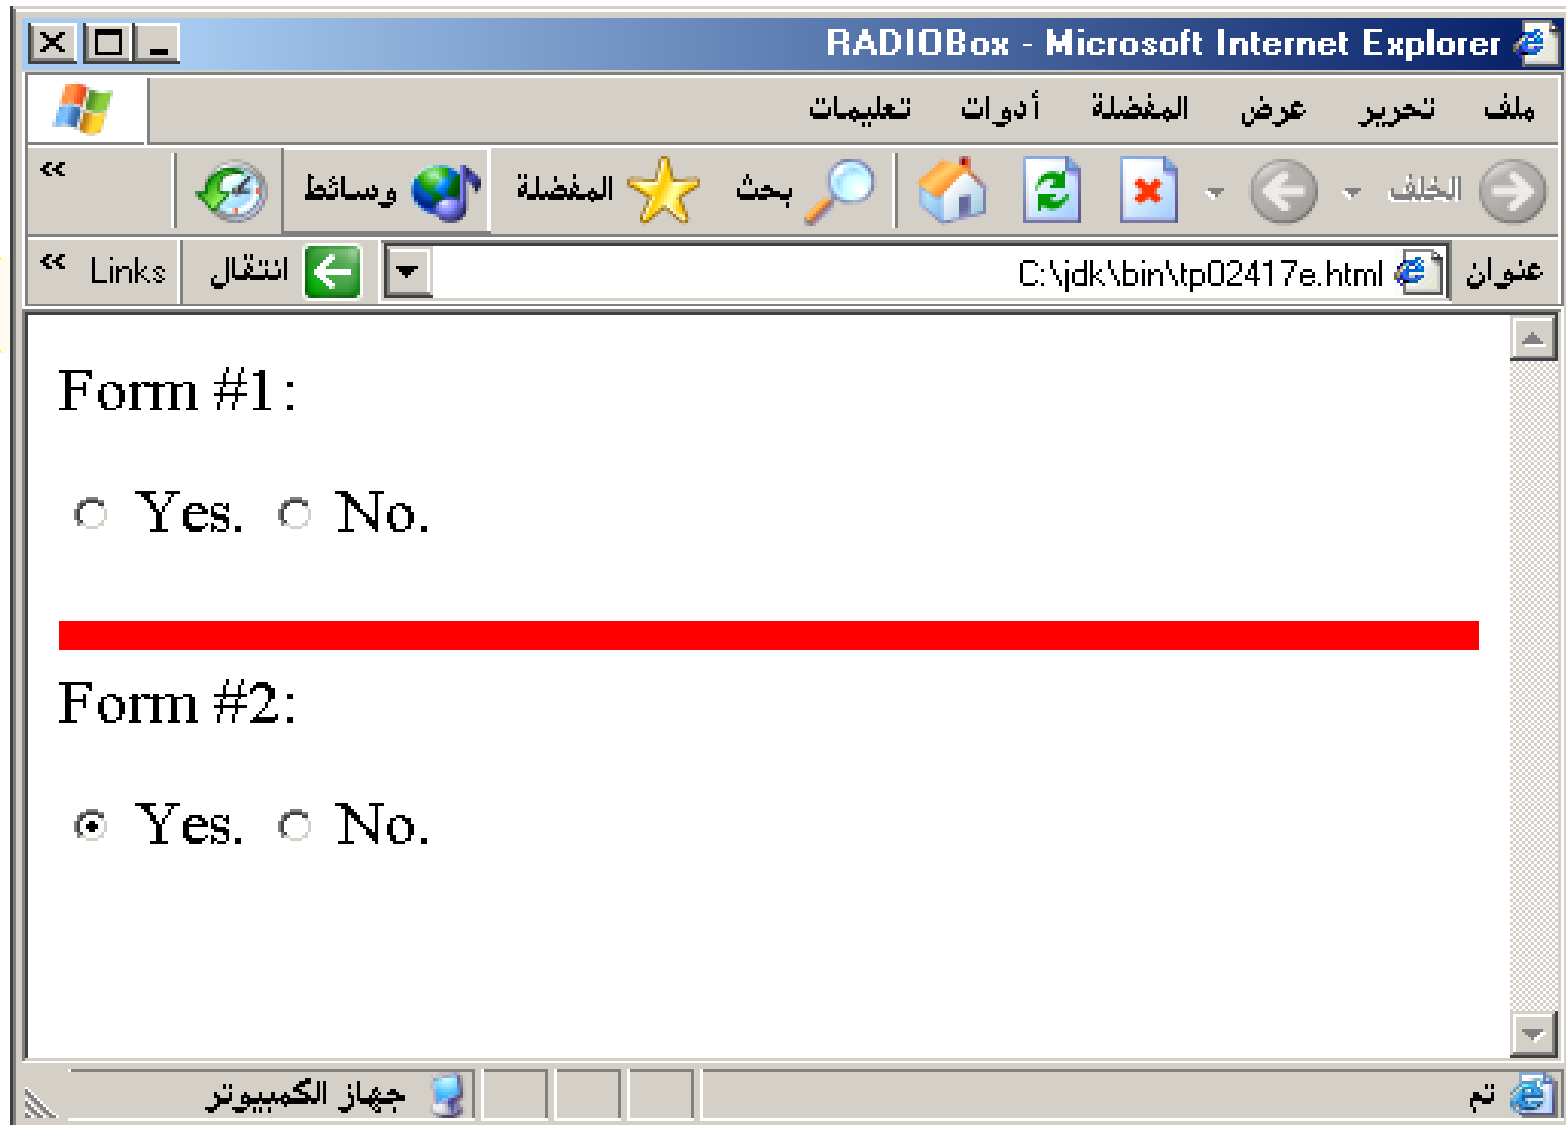 RADIOBox - Microsoft Internet Explorer
ملف تحرير عرض المفضلة أدوات تعليمات
الخلف بحث المفضلة وسائط »
عنوان C:\jdk\bin\tp02417e.html انتقال Links »
Form #1:
Yes. No.
Form #2:
Yes. No.
تم جهاز الكمبيوتر